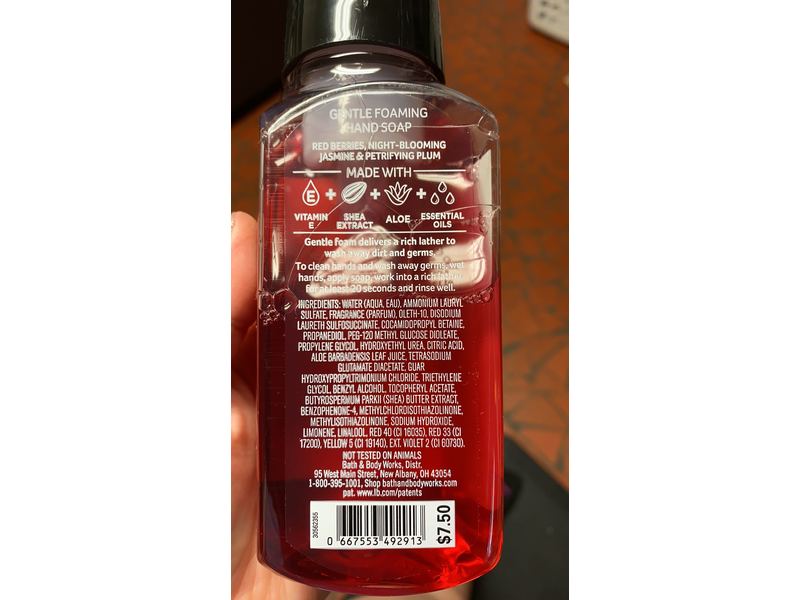 GENTLE FOAMING
HAND SOAP
RED BERRIES, NIGHT-BLOOMING
JASMINE & PETRIFYING PLUM
MADE WITH
E + + +
VITAMIN E SHEA EXTRACT ALOE ESSENTIAL OILS
Gentle foam delivers a rich lather to
wash away dirt and germs.
To clean hands and wash away germs, wet
hands, apply soap, work into a rich lather
for at least 20 seconds and rinse well.
INGREDIENTS: WATER (AQUA, EAU), AMMONIUM LAURYL
SULFATE, FRAGRANCE (PARFUM), OLETH-10, DISODIUM
LAURETH SULFOSUCCINATE, COCAMIDOPROPYL BETAINE,
PROPANEDIOL, PEG-120 METHYL GLUCOSE DIOLEATE,
PROPYLENE GLYCOL, HYDROXYETHYL UREA, CITRIC ACID,
ALOE BARBADENSIS LEAF JUICE, TETRASODIUM
GLUTAMATE DIACETATE, GUAR
HYDROXYPROPYLTRIMONIUM CHLORIDE, TRIETHYLENE
GLYCOL, BENZYL ALCOHOL, TOCOPHERYL ACETATE,
BUTYROSPERMUM PARKII (SHEA) BUTTER EXTRACT,
BENZOPHENONE-4, METHYLCHLOROISOTHIAZOLINONE,
METHYLISOTHIAZOLINONE, SODIUM HYDROXIDE,
LIMONENE, LINALOOL, RED 40 (CI 16035), RED 33 (CI
17200), YELLOW 5 (CI 19140), EXT. VIOLET 2 (CI 60730).
NOT TESTED ON ANIMALS
Bath & Body Works, Distr.
95 West Main Street, New Albany, OH 43054
1-800-395-1001, Shop bathandbodyworks.com
pat. www.lb.com/patents
30562355
0 667553 492913
$7.50